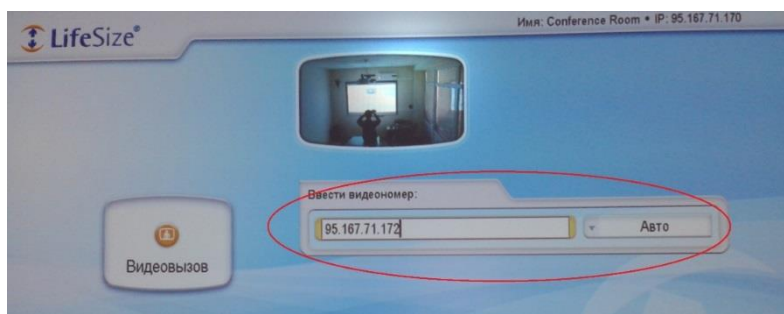 LifeSize®
Имя: Conference Room • IP: 95.167.71.170
Ввести видеономер:
95.167.71.172
Авто
Видеовызов